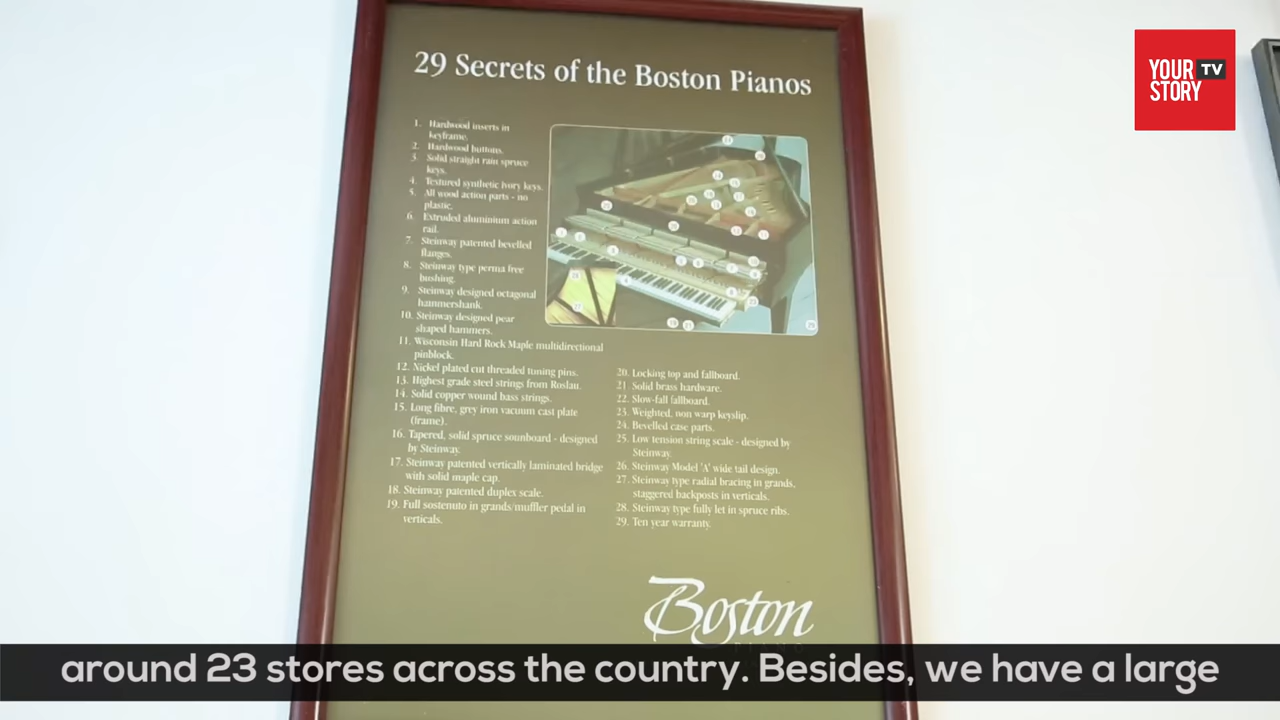 29 Secrets of the Boston Pianos
YOUR TV
STORY
1. Hardwood inserts in
keyframe.
2. Hardwood buttons.
3. Solid straight rain spruce
keys.
4. Textured synthetic ivory keys.
5. All wood action parts - no
plastic.
6. Extruded aluminium action
rail.
7. Steinway patented bevelled
flanges.
8. Steinway type perma free
bushing.
9. Steinway designed octagonal
hammershank.
10. Steinway designed pear
shaped hammers.
11. Wisconsin Hard Rock Maple multidirectional
pinblock.
12. Nickel plated cut threaded tuning pins.
13. Highest grade steel strings from Roslau.
14. Solid copper wound bass strings.
15. Long fibre, grey iron vacuum cast plate
(frame).
16. Tapered, solid spruce sounboard - designed
by Steinway.
17. Steinway patented vertically laminated bridge
with solid maple cap.
18. Steinway patented duplex scale.
19. Full sostenuto in grands/muffler pedal in
verticals.
20. Locking top and fallboard.
21. Solid brass hardware.
22. Slow-fall fallboard.
23. Weighted, non warp keyslip.
24. Bevelled case parts.
25. Low tension string scale - designed by
Steinway.
26. Steinway Model 'A' wide tail design.
27. Steinway type radial bracing in grands,
staggered backposts in verticals.
28. Steinway type fully let in spruce ribs.
29. Ten year warranty.
Boston
PIANO
around 23 stores across the country. Besides, we have a large